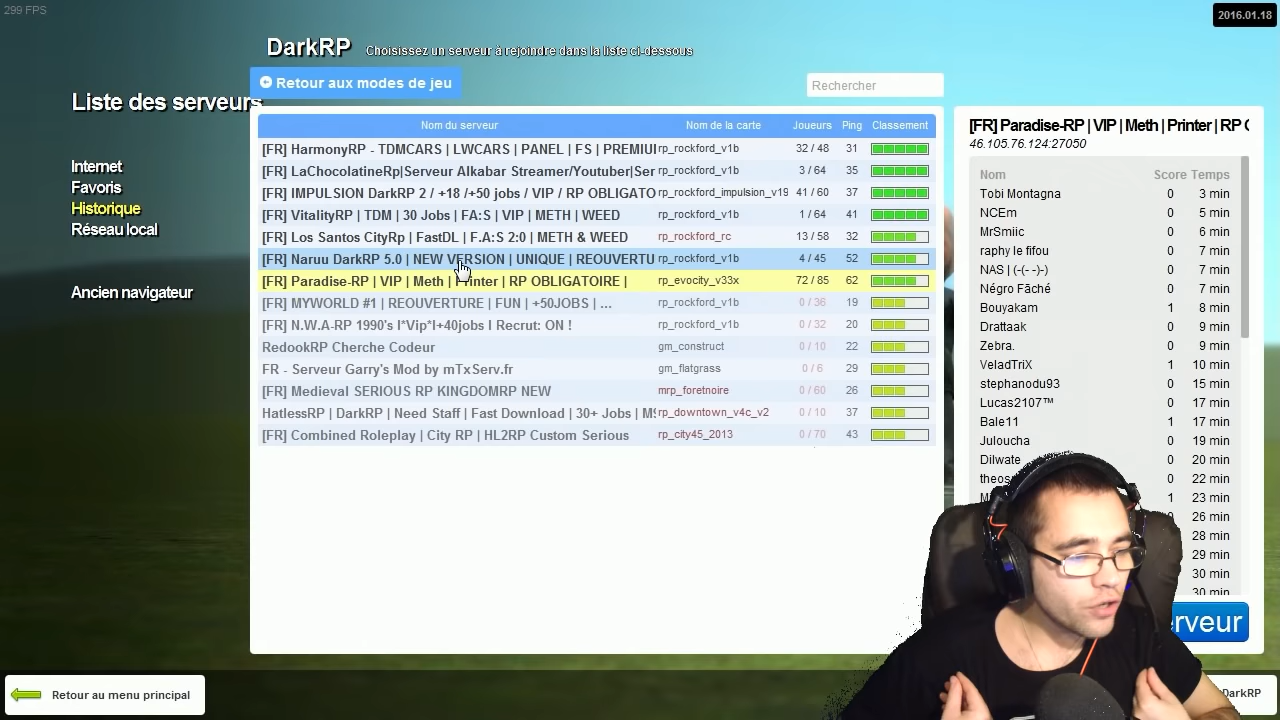 299 FPS
2016.01.18
DarkRP Choisissez un serveur à rejoindre dans la liste ci-dessous
Retour aux modes de jeu
Rechercher
Liste des serveurs
Internet
Favoris
Historique
Réseau local
Ancien navigateur
Nom du serveur Nom de la carte Joueurs Ping Classement
[FR] HarmonyRP - TDMCARS | LWCARS | PANEL | FS | PREMIUI rp_rockford_v1b 32 / 48 31
[FR] LaChocolatineRp|Serveur Alkabar Streamer/Youtuber|Ser rp_rockford_v1b 3 / 64 35
[FR] IMPULSION DarkRP 2 / +18 /+50 jobs / VIP / RP OBLIGATO rp_rockford_impulsion_v19 41 / 60 37
[FR] VitalityRP | TDM | 30 Jobs | FA:S | VIP | METH | WEED rp_rockford_v1b 1 / 64 41
[FR] Los Santos CityRp | FastDL | F.A:S 2:0 | METH & WEED rp_rockford_rc 13 / 58 32
[FR] Naruu DarkRP 5.0 | NEW VERSION | UNIQUE | REOUVERTU rp_rockford_v1b 4 / 45 52
[FR] Paradise-RP | VIP | Meth | Printer | RP OBLIGATOIRE | rp_evocity_v33x 72 / 85 62
[FR] MYWORLD #1 | REOUVERTURE | FUN | +50JOBS | ... rp_rockford_v1b 0 / 36 19
[FR] N.W.A-RP 1990's I*Vip*I+40jobs I Recrut: ON ! rp_rockford_v1b 0 / 32 20
RedookRP Cherche Codeur gm_construct 0 / 10 22
FR - Serveur Garry's Mod by mTxServ.fr gm_flatgrass 0 / 6 29
[FR] Medieval SERIOUS RP KINGDOMRP NEW mrp_foretnoire 0 / 60 26
HatlessRP | DarkRP | Need Staff | Fast Download | 30+ Jobs | rp_downtown_v4c_v2 0 / 10 37
[FR] Combined Roleplay | City RP | HL2RP Custom Serious rp_city45_2013 0 / 70 43
[FR] Paradise-RP | VIP | Meth | Printer | RP
46.105.76.124:27050
Nom Score Temps
Tobi Montagna 0 3 min
NCEm 0 5 min
MrSmiic 0 6 min
raphy le fifou 0 7 min
NAS | (-(- -)-) 0 7 min
Négro Fãché 0 7 min
Bouyakam 1 8 min
Drattaak 0 9 min
Zebra. 0 9 min
VeladTriX 1 10 min
stephanodu93 0 15 min
Lucas2107™ 0 17 min
Bale11 1 17 min
Juloucha 0 19 min
Dilwate 0 20 min
theos 0 22 min
1 23 min
26 min
28 min
29 min
30 min
30 min
rveur
Retour au menu principal
DarkRP